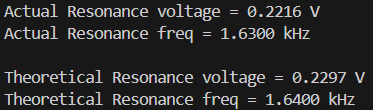 Actual Resonance voltage = 0.2216 V
Actual Resonance freq = 1.6300 kHz
Theoretical Resonance voltage = 0.2297 V
Theoretical Resonance freq = 1.6400 kHz